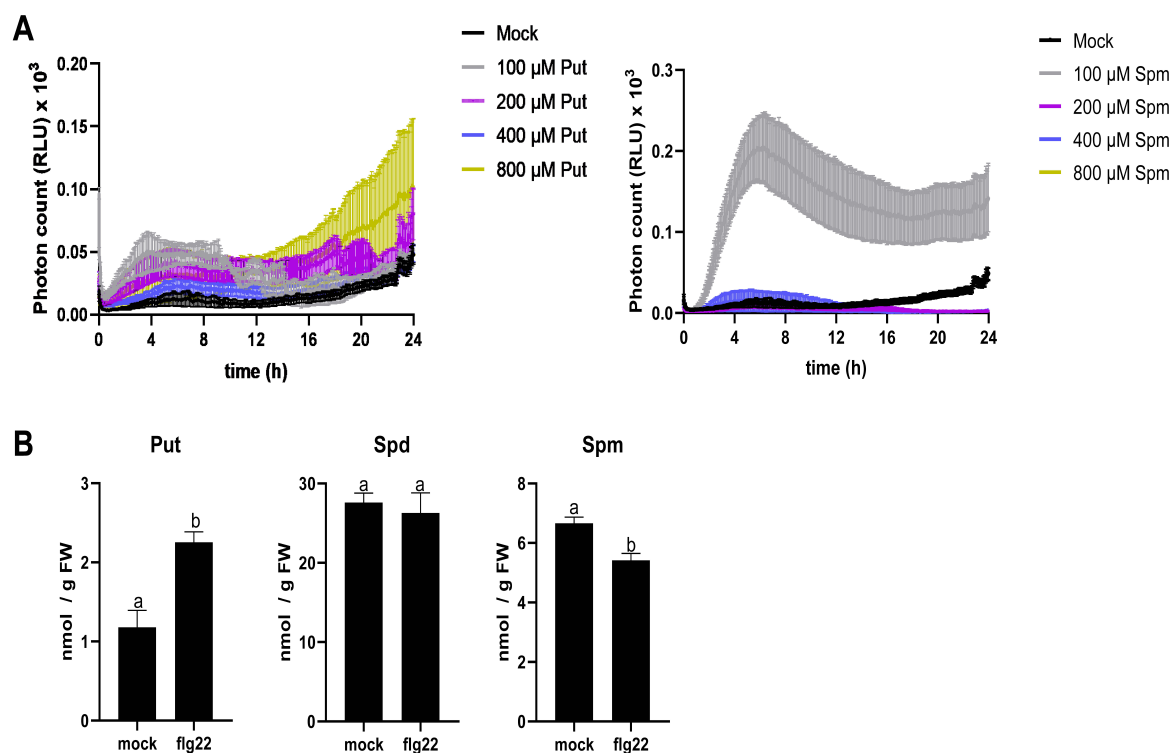 A
Mock
100 µM Put
200 µM Put
400 µM Put
800 µM Put
Photon count (RLU) x 10³
0.20
0.15
0.10
0.05
0.00
0 4 8 12 16 20 24
time (h)
Mock
100 µM Spm
200 µM Spm
400 µM Spm
800 µM Spm
Photon count (RLU) x 10³
0.3
0.2
0.1
0.0
0 4 8 12 16 20 24
time (h)
B
Put
nmol / g FW
3
2
1
0
a
b
mock flg22
Spd
nmol / g FW
30
20
10
0
a a
mock flg22
Spm
nmol / g FW
8
6
4
2
0
a
b
mock flg22